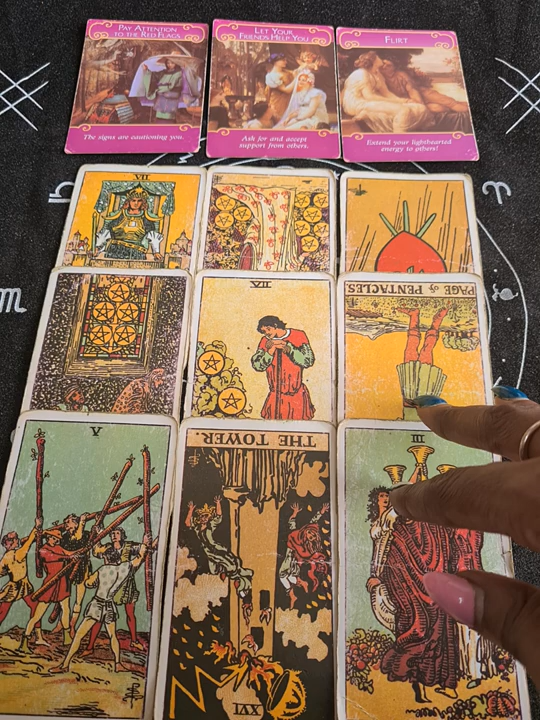 PAY ATTENTION
TO THE RED FLAGS
The signs are cautioning you.
LET YOUR
FRIENDS HELP YOU
Ask for and accept
support from others.
FLIRT
Extend your lighthearted
energy to others!
VII
VII
PAGE of PENTACLES
V
THE TOWER.
XVI
III